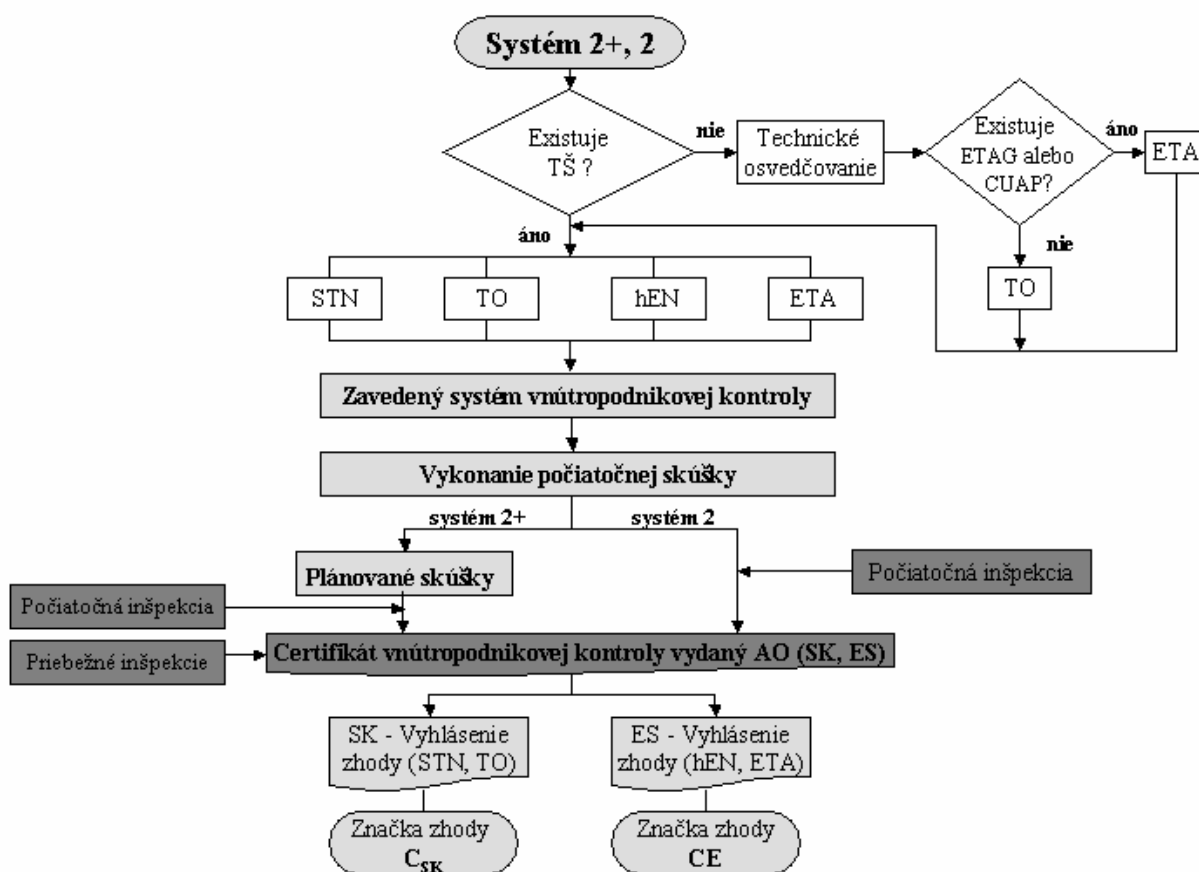 Systém 2+, 2
Existuje
TŠ ?
nie
Technické
osvedčovanie
Existuje
ETAG alebo
CUAP?
áno
ETA
nie
TO
áno
STN
TO
hEN
ETA
Zavedený systém vnútropodnikovej kontroly
Vykonanie počiatočnej skúšky
systém 2+
systém 2
Plánované skúšky
Počiatočná inšpekcia
Počiatočná inšpekcia
Priebežné inšpekcie
Certifikát vnútropodnikovej kontroly vydaný AO (SK, ES)
SK - Vyhlásenie
zhody (STN, TO)
ES - Vyhlásenie
zhody (hEN, ETA)
Značka zhody
CSK
Značka zhody
CE